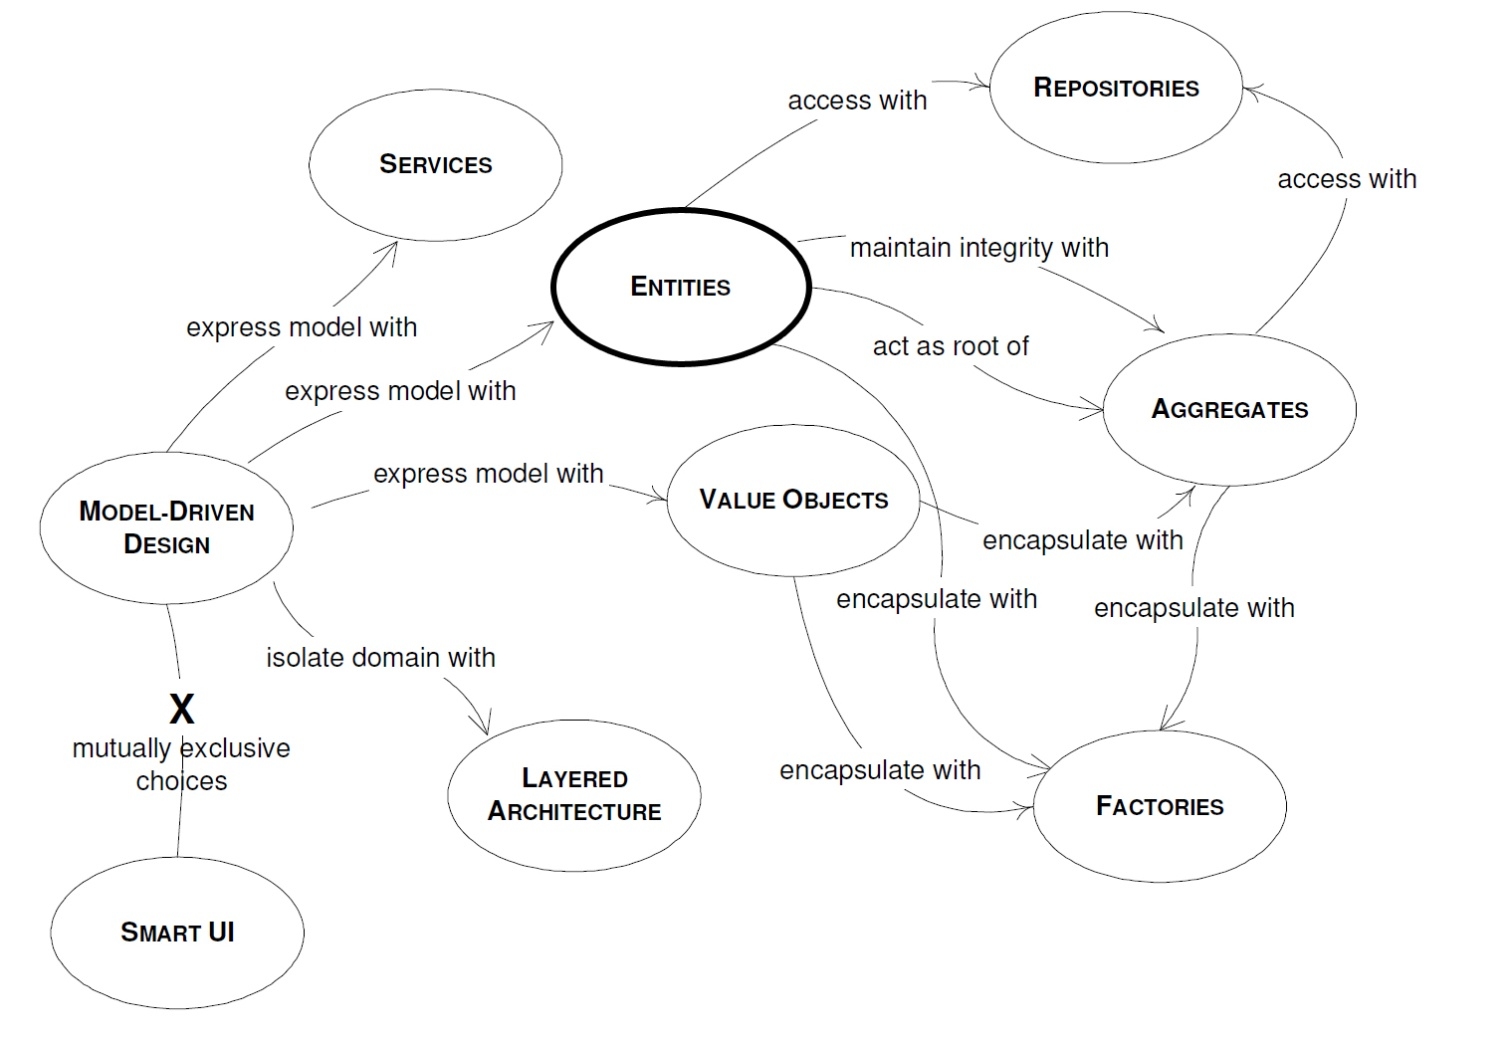 REPOSITORIES
access with
SERVICES
access with
maintain integrity with
ENTITIES
express model with
act as root of
express model with
AGGREGATES
express model with
VALUE OBJECTS
MODEL-DRIVEN
DESIGN
encapsulate with
encapsulate with
encapsulate with
isolate domain with
X
mutually exclusive
choices
encapsulate with
LAYERED
ARCHITECTURE
FACTORIES
SMART UI